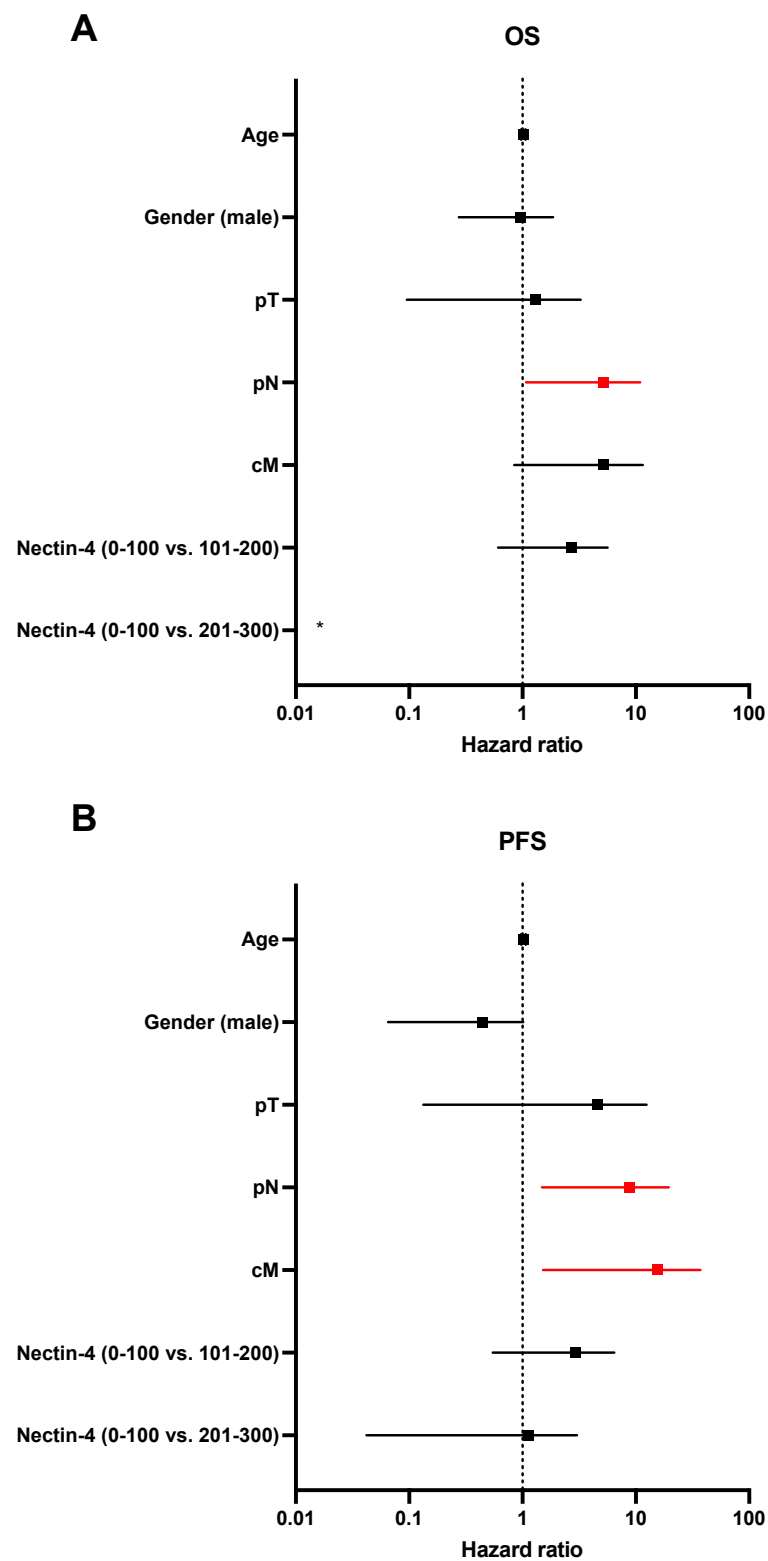 A
OS
Age
Gender (male)
pT
pN
cM
Nectin-4 (0-100 vs. 101-200)
Nectin-4 (0-100 vs. 201-300) *
0.01 0.1 1 10 100
Hazard ratio
B
PFS
Age
Gender (male)
pT
pN
cM
Nectin-4 (0-100 vs. 101-200)
Nectin-4 (0-100 vs. 201-300)
0.01 0.1 1 10 100
Hazard ratio